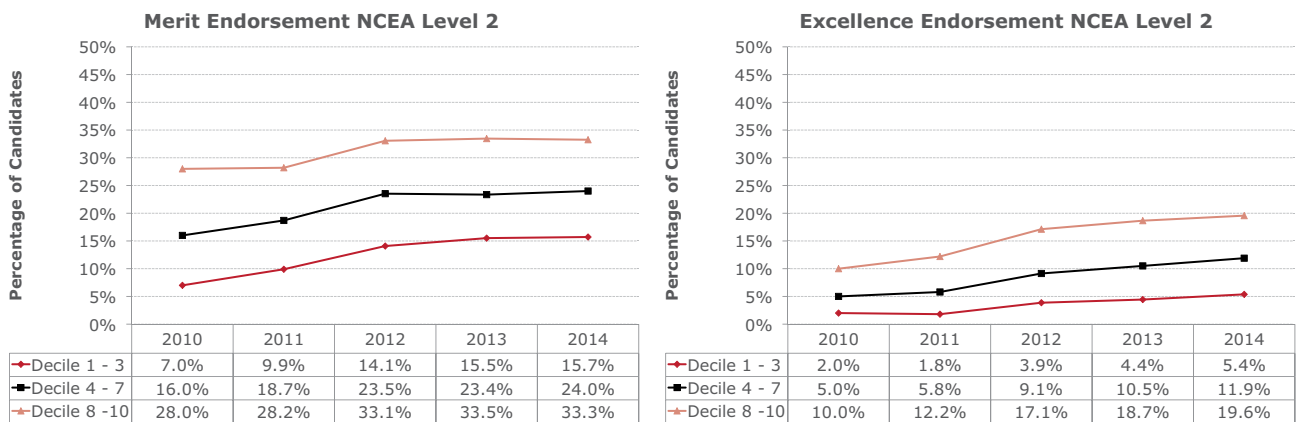 Merit Endorsement NCEA Level 2
Percentage of Candidates
50%
45%
40%
35%
30%
25%
20%
15%
10%
5%
0%
2010 2011 2012 2013 2014
Decile 1 - 3 7.0% 9.9% 14.1% 15.5% 15.7%
Decile 4 - 7 16.0% 18.7% 23.5% 23.4% 24.0%
Decile 8 -10 28.0% 28.2% 33.1% 33.5% 33.3%
Excellence Endorsement NCEA Level 2
Percentage of Candidates
50%
45%
40%
35%
30%
25%
20%
15%
10%
5%
0%
2010 2011 2012 2013 2014
Decile 1 - 3 2.0% 1.8% 3.9% 4.4% 5.4%
Decile 4 - 7 5.0% 5.8% 9.1% 10.5% 11.9%
Decile 8 -10 10.0% 12.2% 17.1% 18.7% 19.6%